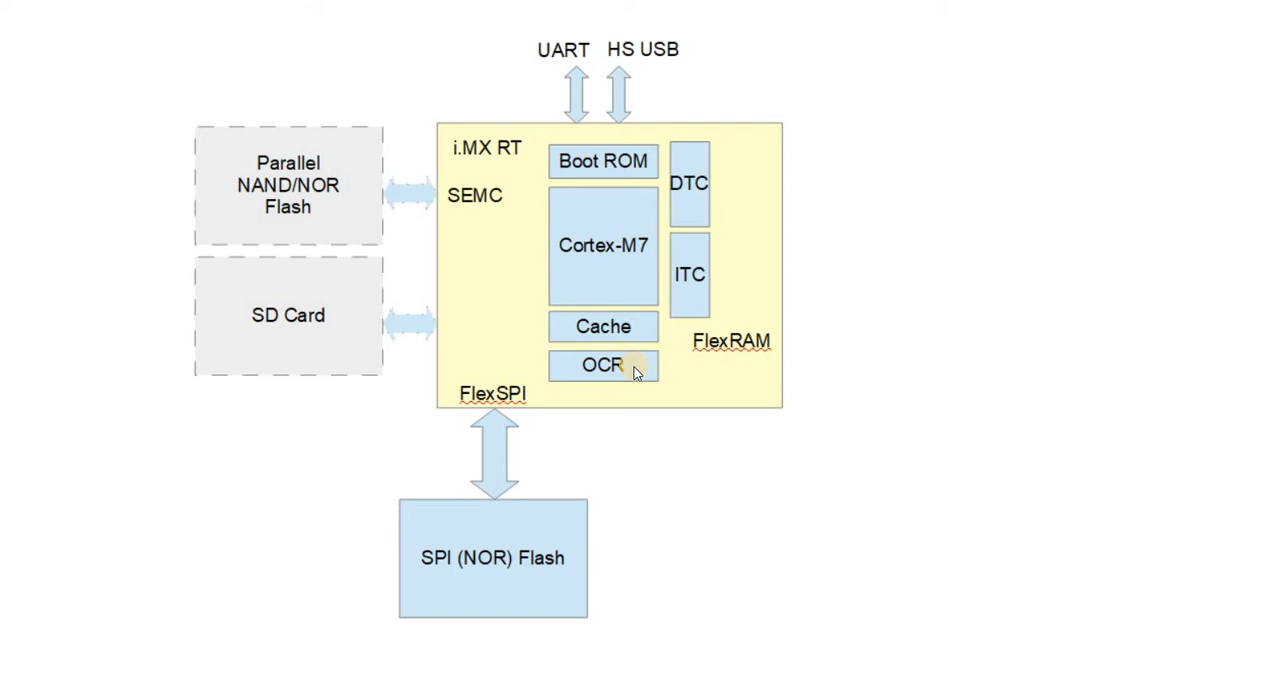 UART
HS USB
Parallel
NAND/NOR
Flash
SD Card
i.MX RT
SEMC
Boot ROM
Cortex-M7
Cache
OCR
DTC
ITC
FlexRAM
FlexSPI
SPI (NOR) Flash